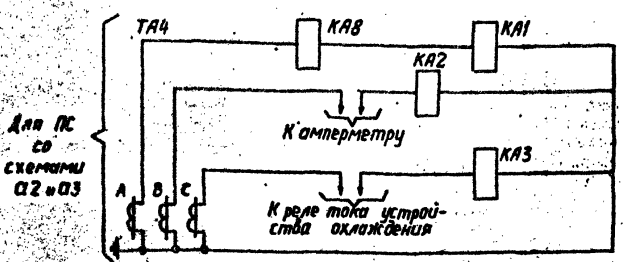 TA4
KA8
KA1
KA2
Для ПС
со
схемами
а2 и а3
К амперметру
KA3
A B C
К реле тока устрой-
ства охлаждения